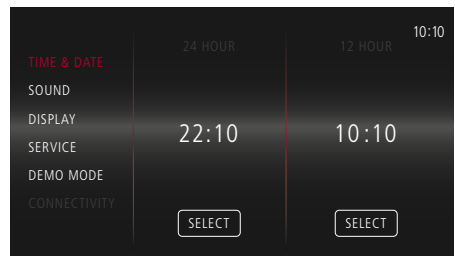 10:10
24 HOUR
12 HOUR
TIME & DATE
SOUND
DISPLAY
SERVICE
DEMO MODE
CONNECTIVITY
22:10
10:10
SELECT
SELECT